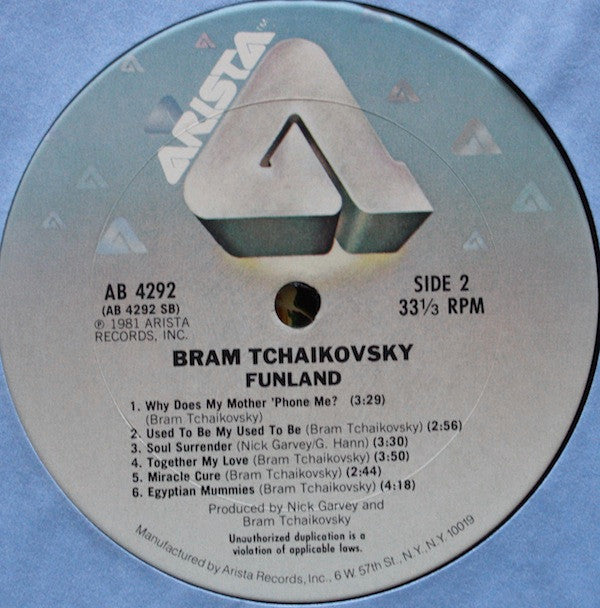 ARISTA™
AB 4292
(AB 4292 SB)
℗ 1981 ARISTA
RECORDS, INC.
SIDE 2
33⅓ RPM
BRAM TCHAIKOVSKY
FUNLAND
1. Why Does My Mother 'Phone Me? (3:29)
(Bram Tchaikovsky)
2. Used To Be My Used To Be (Bram Tchaikovsky) (2:56)
3. Soul Surrender (Nick Garvey/G. Hann) (3:30)
4. Together My Love (Bram Tchaikovsky) (3:50)
5. Miracle Cure (Bram Tchaikovsky) (2:44)
6. Egyptian Mummies (Bram Tchaikovsky) (4:18)
Produced by Nick Garvey and
Bram Tchaikovsky
Unauthorized duplication is a
violation of applicable laws.
Manufactured by Arista Records, Inc., 6 W. 57th St., N.Y., N.Y. 10019